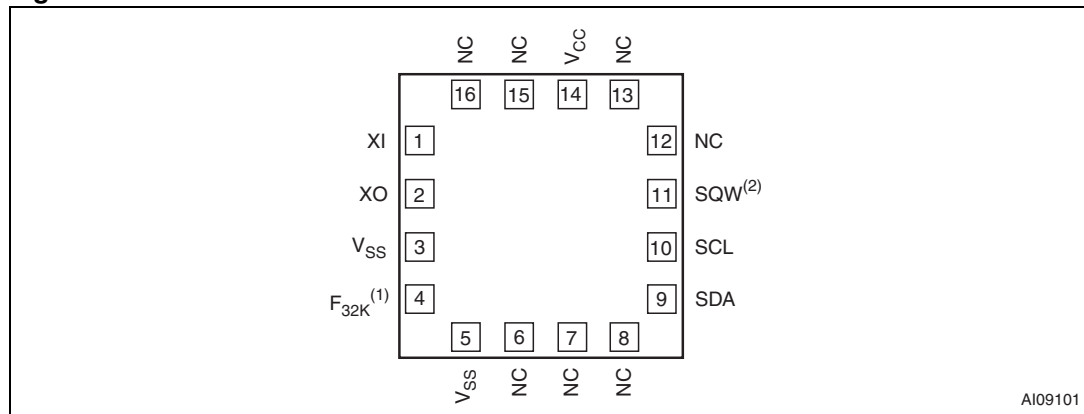 NC NC VCC NC
16 15 14 13
XI 1 12 NC
XO 2 11 SQW(2)
VSS 3 10 SCL
F32K(1) 4 9 SDA
5 6 7 8
VSS NC NC NC
AI09101